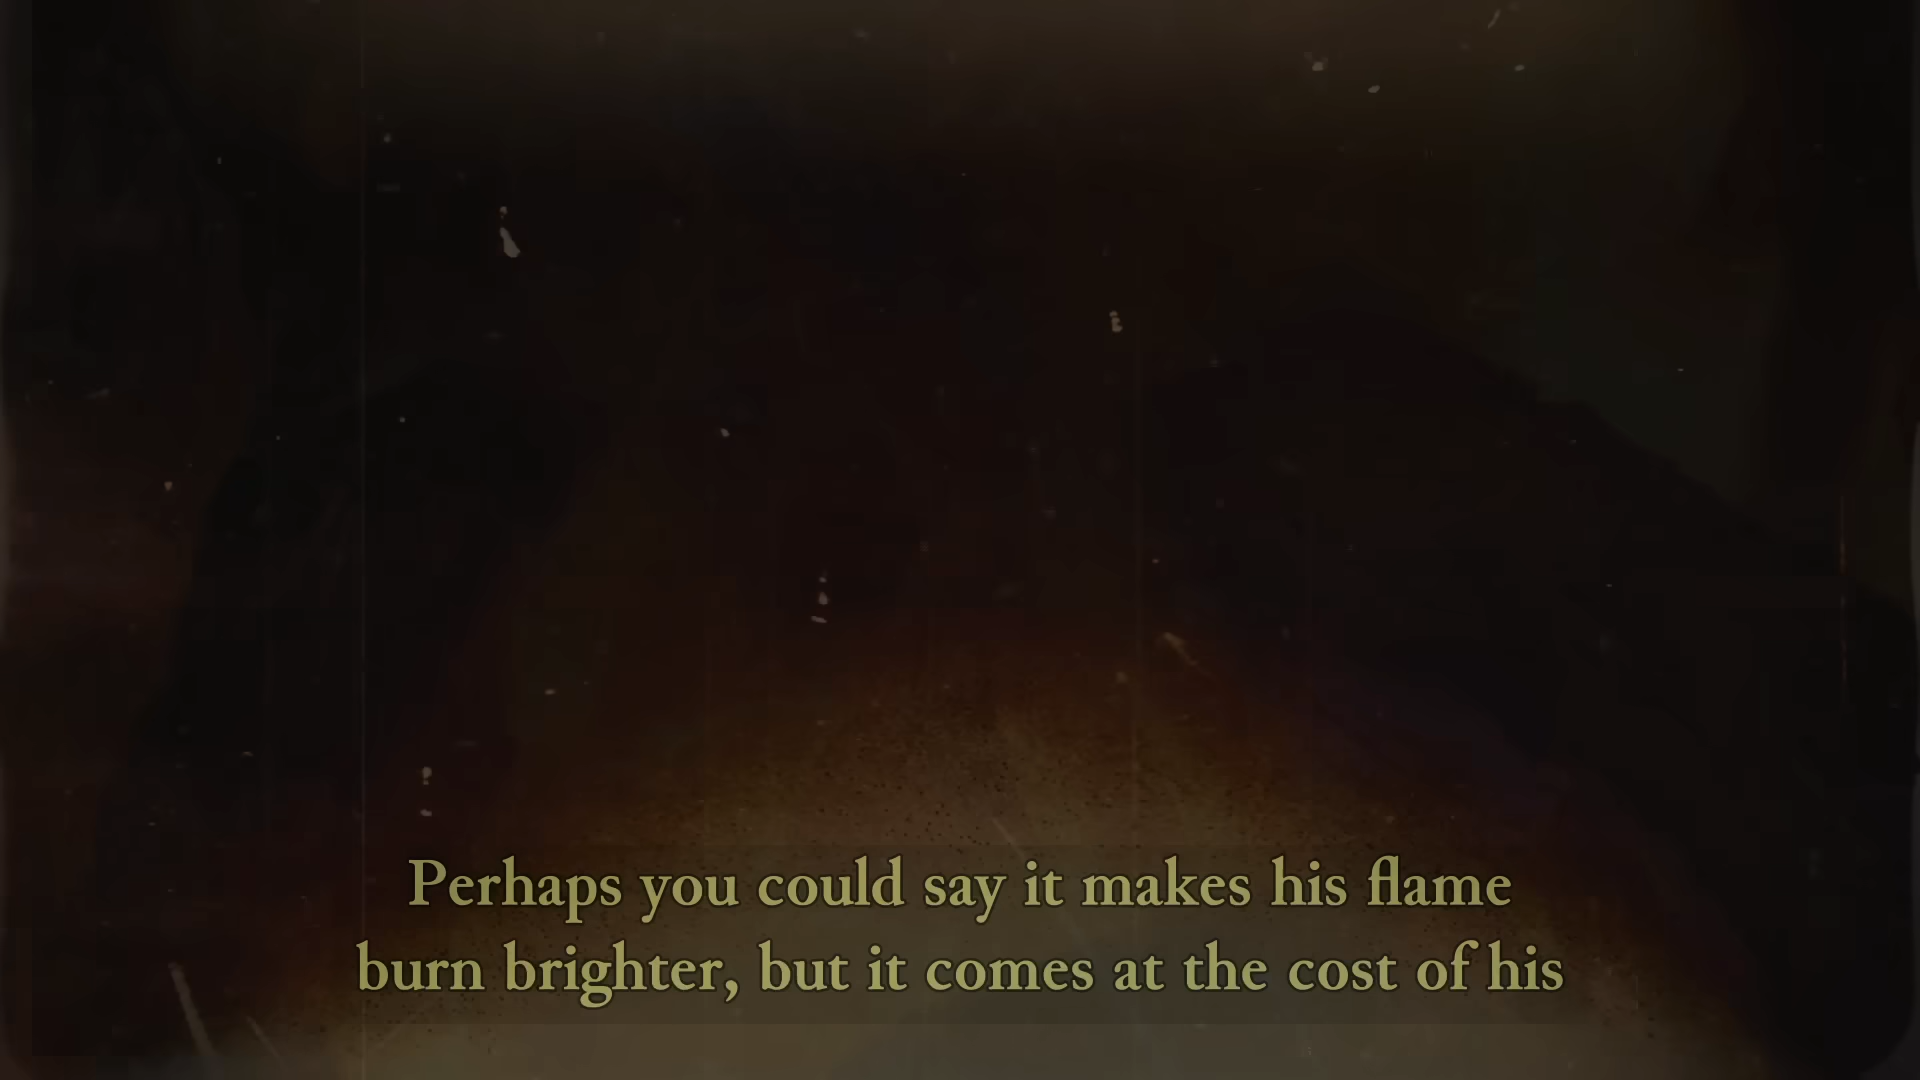 Perhaps you could say it makes his flame
burn brighter, but it comes at the cost of his